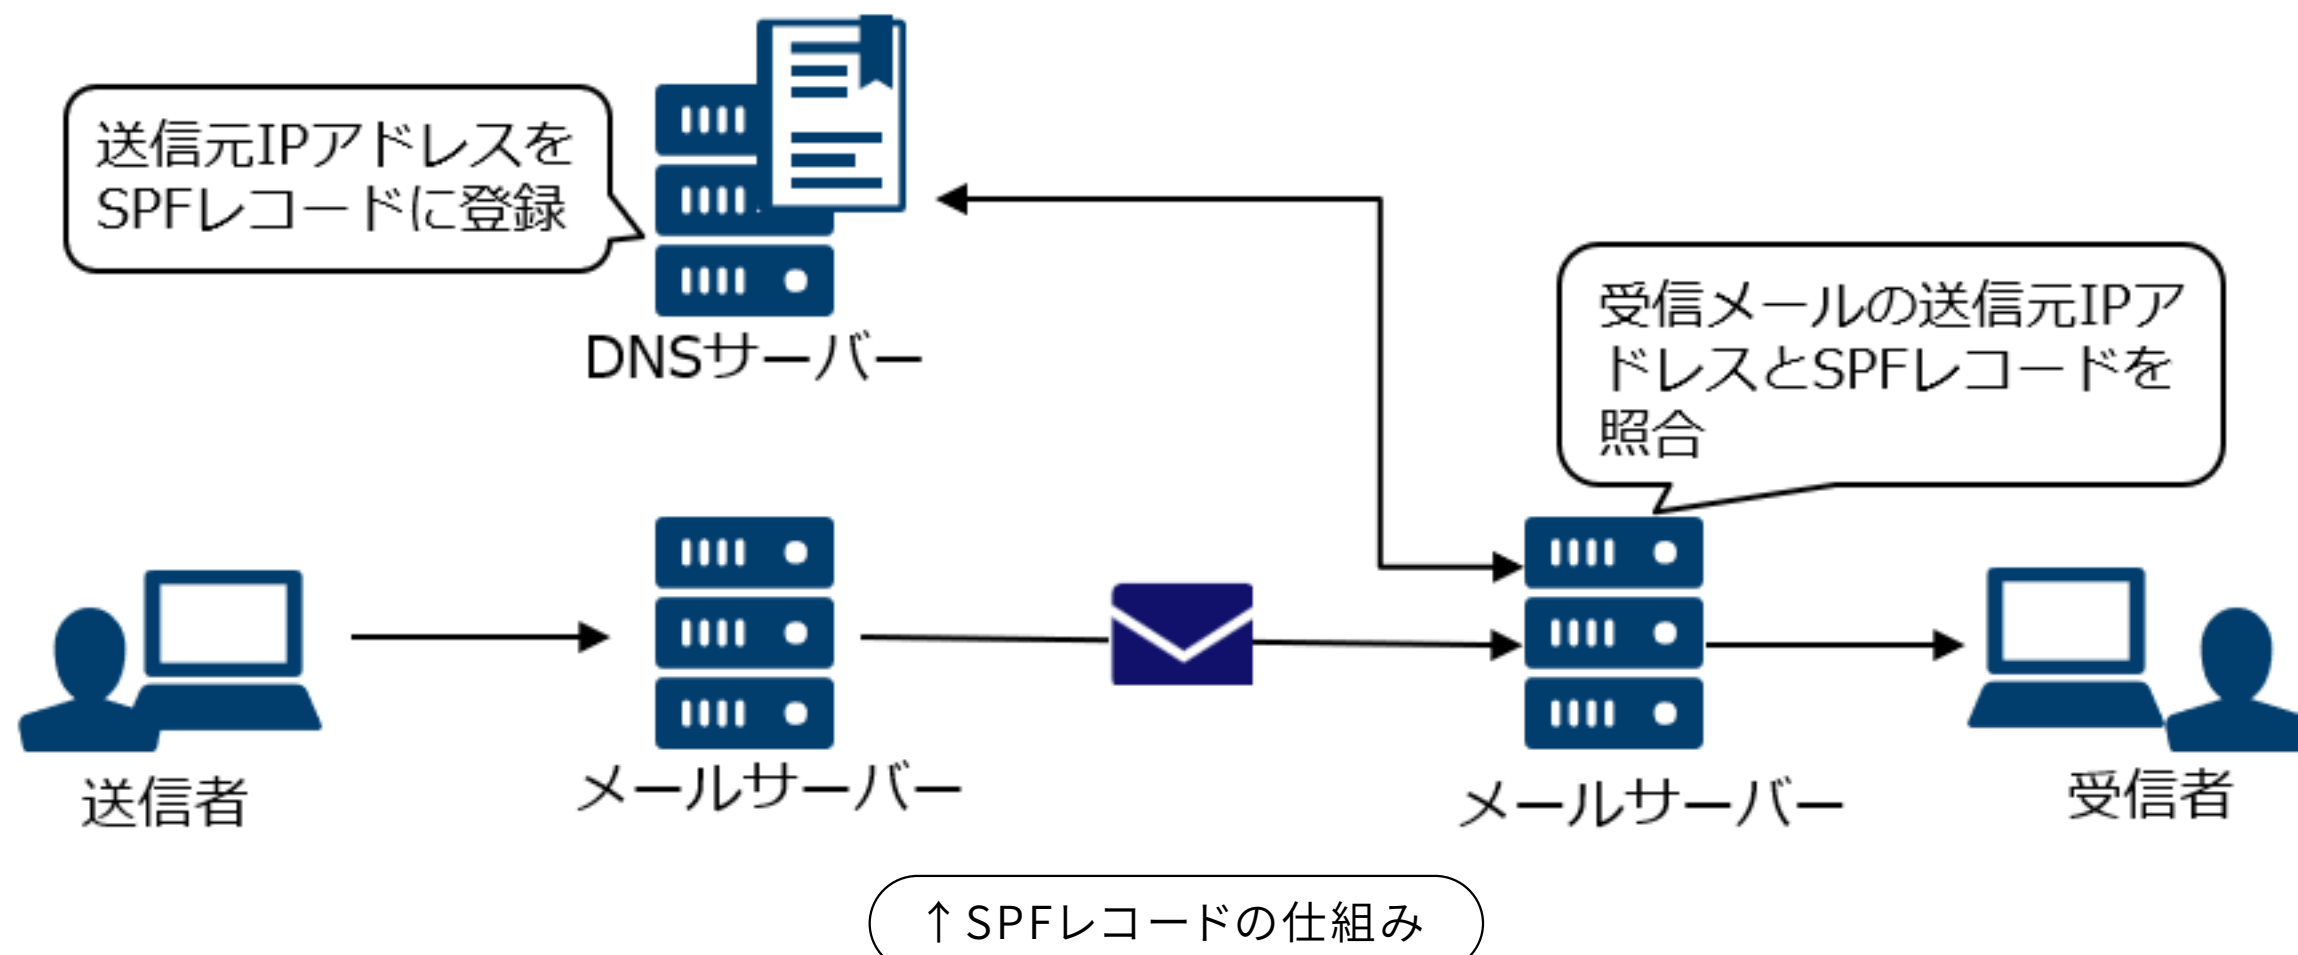 送信元IPアドレスを
SPFレコードに登録
DNSサーバー
受信メールの送信元IPア
ドレスとSPFレコードを
照合
送信者
メールサーバー
メールサーバー
受信者
↑SPFレコードの仕組み